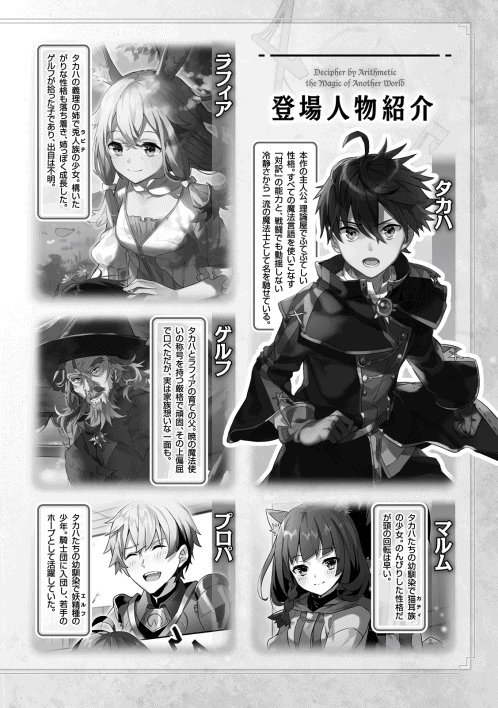 Decipher by Arithmetic
the Magic of Another World
登場人物紹介
タカハ
本作の主人公。理論屋でふてぶてしい
性格。すべての魔法言語を使いこなす
「対訳」の能力と、戦闘でも動揺しない
冷静さから一流の魔法士として名を馳せている。
ラフィア
タカハの義理の姉で兎人族の少女。構いた
ラビテ
がりな性格も落ち着き、姉っぽく成長した。
ゲルフが拾った子であり、出自は不明。
ゲルフ
タカハとラフィアの育ての父。暁の魔法使
いの称号を持つ厳格で頑固、その上偏屈
で口べただが、実は家族想いな一面も。
マルム
タカハたちの幼馴染で猫耳族
カティ
の少女。のんびりした性格だ
が頭の回転は早い。
プロパ
タカハたちの幼馴染で妖精種の
エルフ
少年。騎士団に入団し、若手の
ホープとして活躍していた。